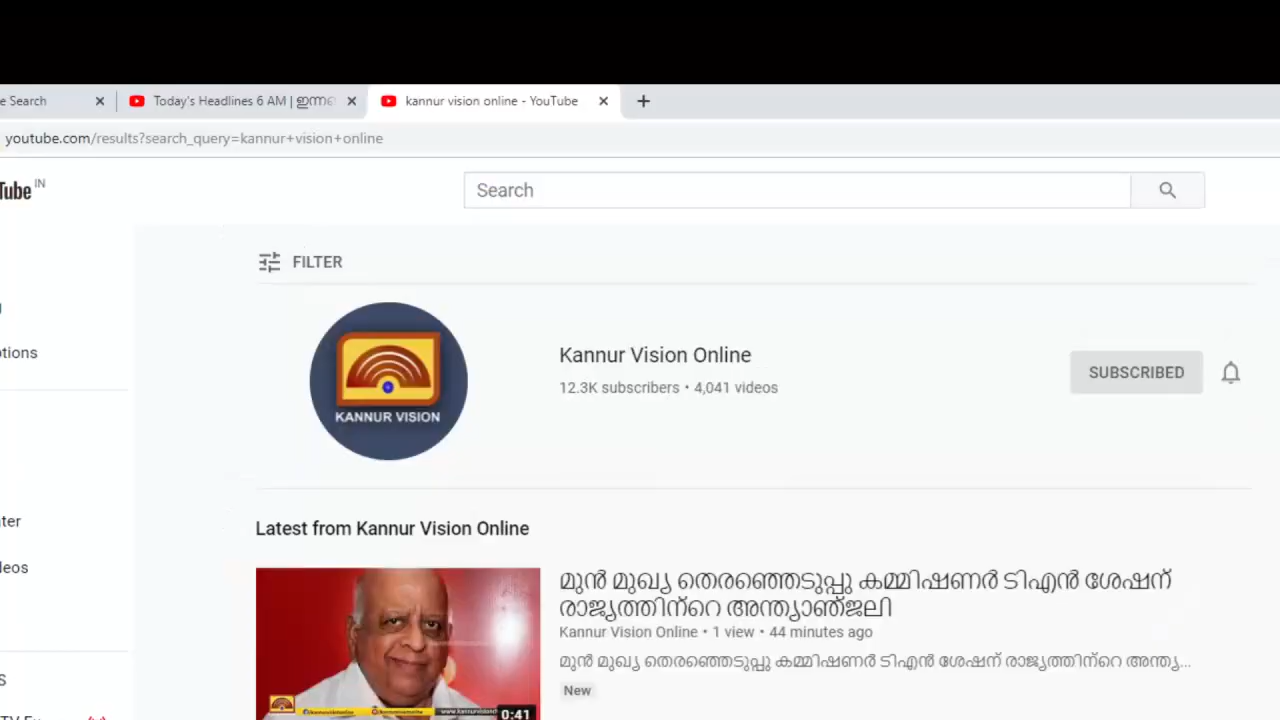 e Search
Today's Headlines 6 AM |
kannur vision online - YouTube
youtube.com/results?search_query=kannur+vision+online
Tube IN
Search
FILTER
KANNUR VISION
Kannur Vision Online
12.3K subscribers • 4,041 videos
SUBSCRIBED
otions
Latest from Kannur Vision Online
ter
leos
മുൻ മുഖ്യ തെരഞ്ഞെടുപ്പു കമ്മിഷണർ ടിഎൻ ശേഷന്
രാജ്യത്തിന്റെ അന്ത്യാഞ്ജലി
Kannur Vision Online • 1 view • 44 minutes ago
മുൻ മുഖ്യ തെരഞ്ഞെടുപ്പു കമ്മിഷണർ ടിഎൻ ശേഷന് രാജ്യത്തിന്റെ അന്ത്യ...
New
S
0:41